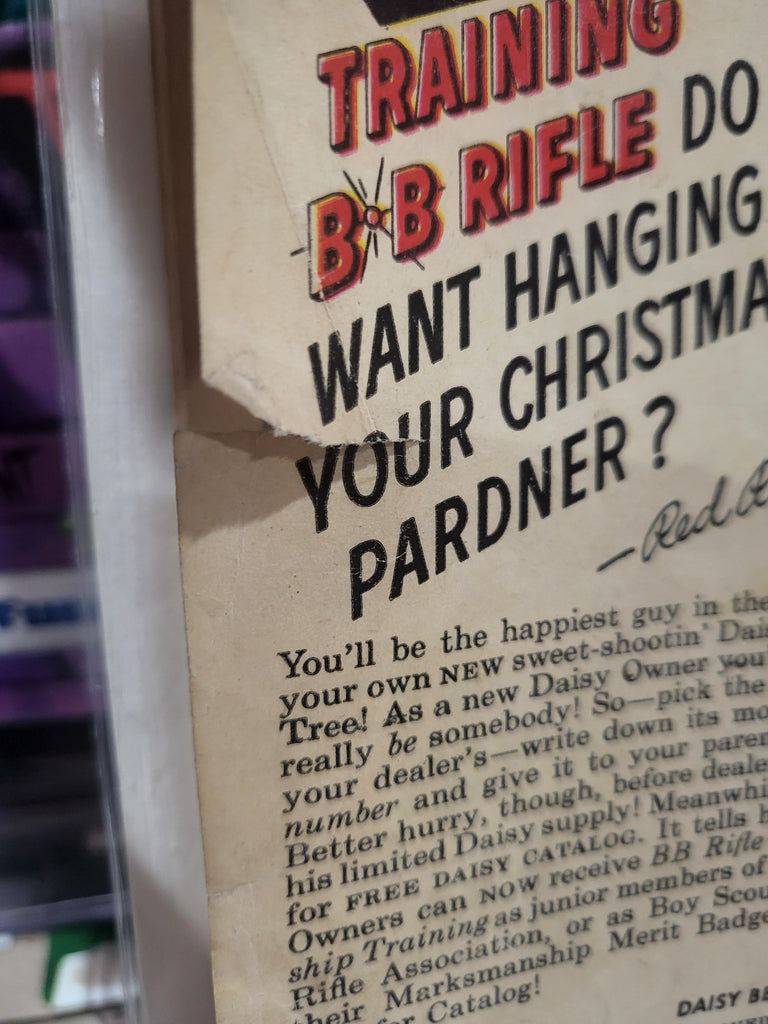 TRAINING
B B RIFLE DO
WANT HANGING
YOUR CHRISTMA
PARDNER?
—Red R
You'll be the happiest guy in the
your own NEW sweet-shootin' Dai
Tree! As a new Daisy Owner you'
really be somebody! So—pick the
your dealer's—write down its mo
number and give it to your paren
Better hurry, though, before deale
his limited Daisy supply! Meanwhi
for FREE DAISY CATALOG. It tells h
Owners can NOW receive BB Rifle
ship Training as junior members of
Rifle Association, or as Boy Scou
their Marksmanship Merit Badge
for Catalog!
DAISY BE